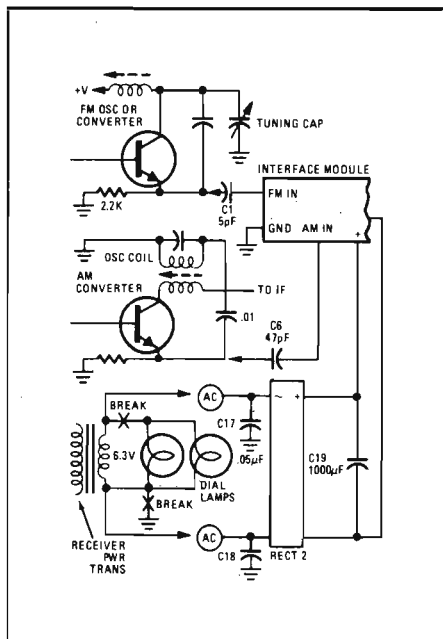 +V
FM OSC OR
CONVERTER
TUNING CAP
INTERFACE MODULE
2.2K
C1
5pF
FM IN
GND AM IN
+
OSC COIL
AM
CONVERTER
TO IF
.01
C6
47pF
BREAK
AC
~ +
C17
.05µF
C19
1000µF
6.3V
DIAL
LAMPS
BREAK
RECEIVER
PWR
TRANS
AC
C18
RECT 2